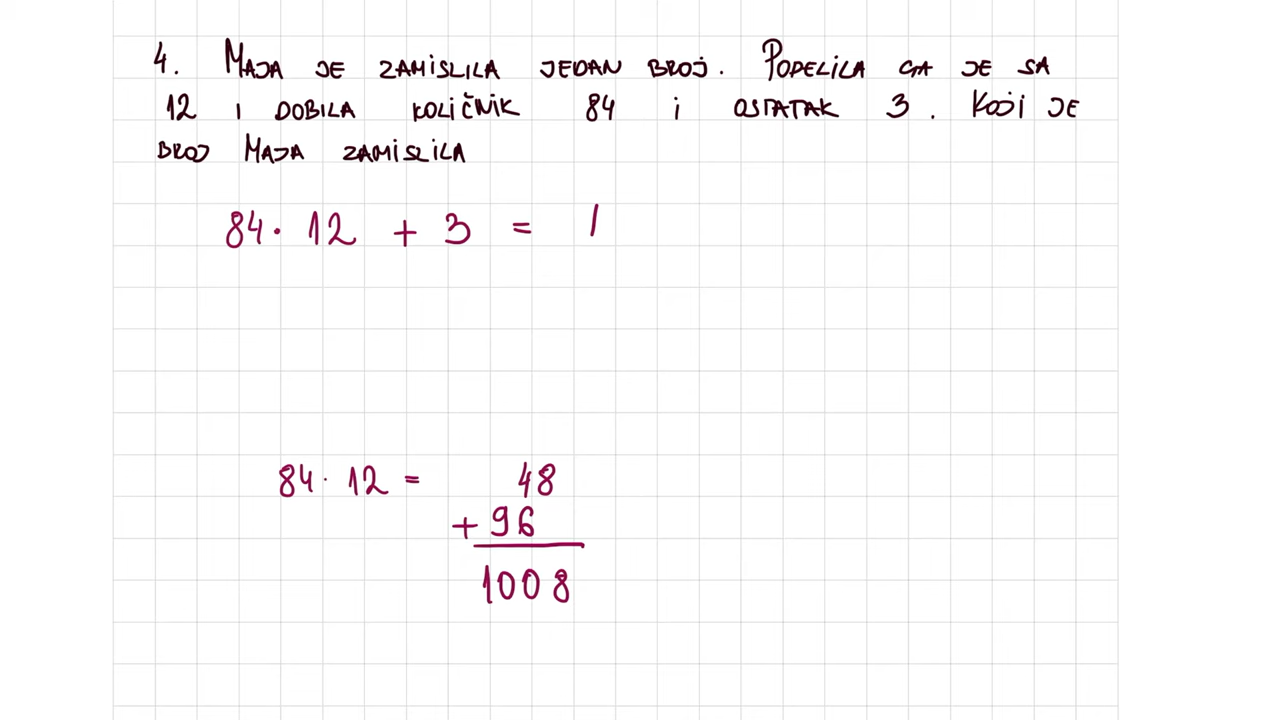 4. MAJA JE ZAMISLILA JEDAN BROJ. PODELILA GA JE SA
12 I DOBILA KOLIČNIK 84 i OSTATAK 3. KOJI JE
BROJ MAJA ZAMISLILA
84 · 12 + 3 = 1
84 · 12 = 48
+ 96
1008